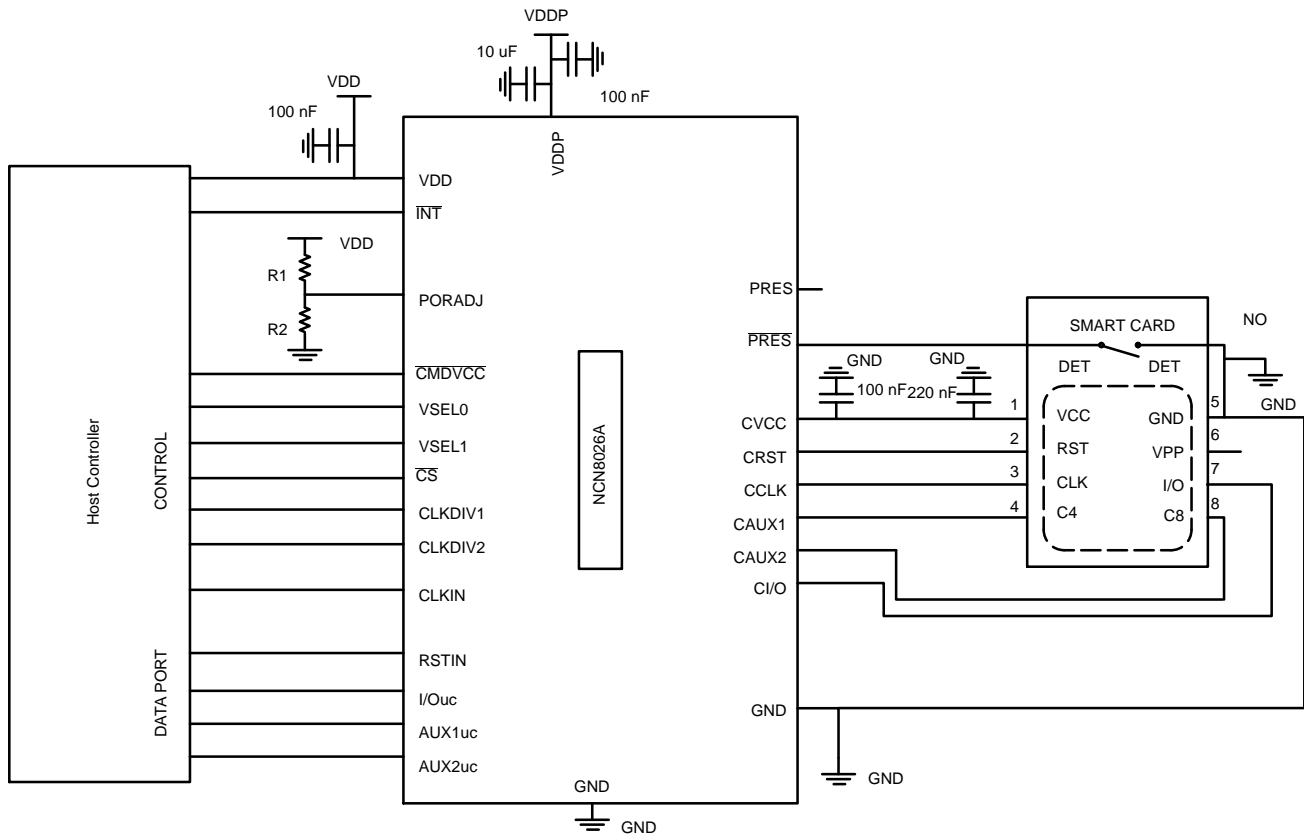 VDDP
10 uF
100 nF
VDD
100 nF
VDDP
VDD
INT
VDD
R1
R2
PORADJ
CMDVCC
VSEL0
VSEL1
CS
CLKDIV1
CLKDIV2
CLKIN
RSTIN
I/Ouc
AUX1uc
AUX2uc
Host Controller
CONTROL
DATA PORT
NCN8026A
PRES
PRES
CVCC
CRST
CCLK
CAUX1
CAUX2
CI/O
GND
GND
GND
GND
GND
100 nF
GND
220 nF
SMART CARD
NO
DET
DET
1
2
3
4
VCC
RST
CLK
C4
GND
VPP
I/O
C8
5
6
7
8
GND